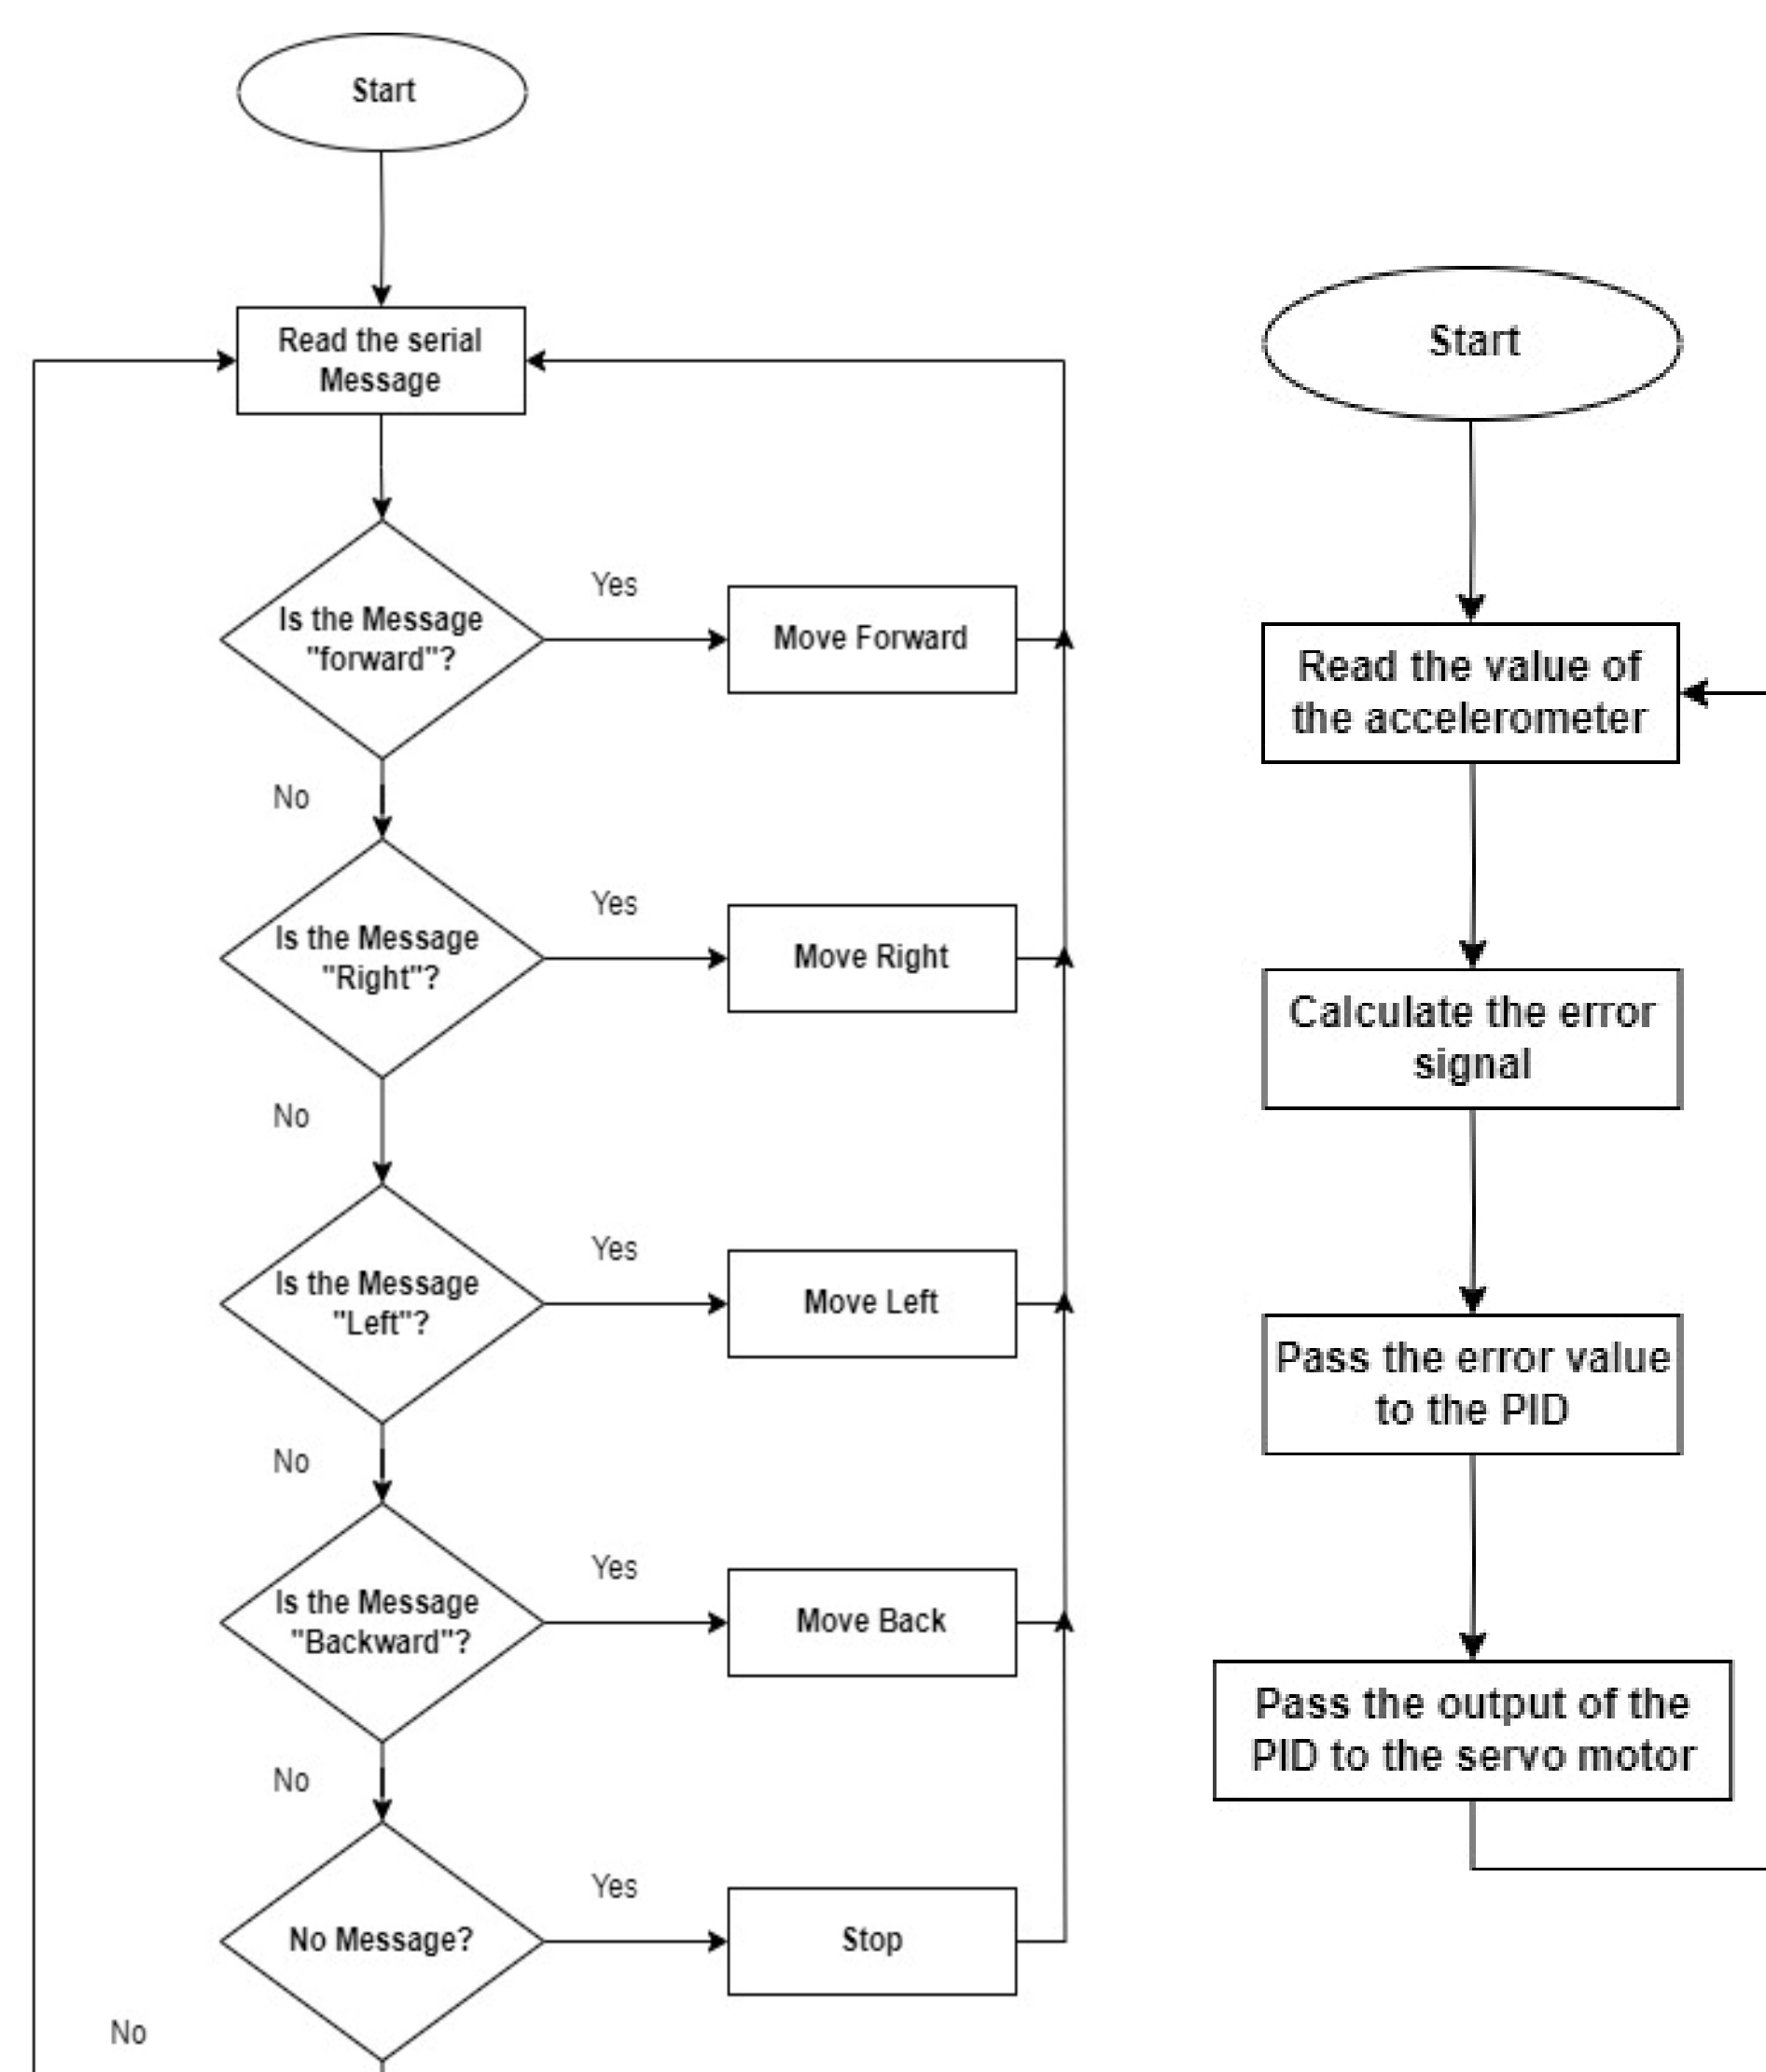 Start
Read the serial
Message
Is the Message
"forward"?
Yes
Move Forward
No
Is the Message
"Right"?
Yes
Move Right
No
Is the Message
"Left"?
Yes
Move Left
No
Is the Message
"Backward"?
Yes
Move Back
No
No Message?
Yes
Stop
No
Start
Read the value of
the accelerometer
Calculate the error
signal
Pass the error value
to the PID
Pass the output of the
PID to the servo motor